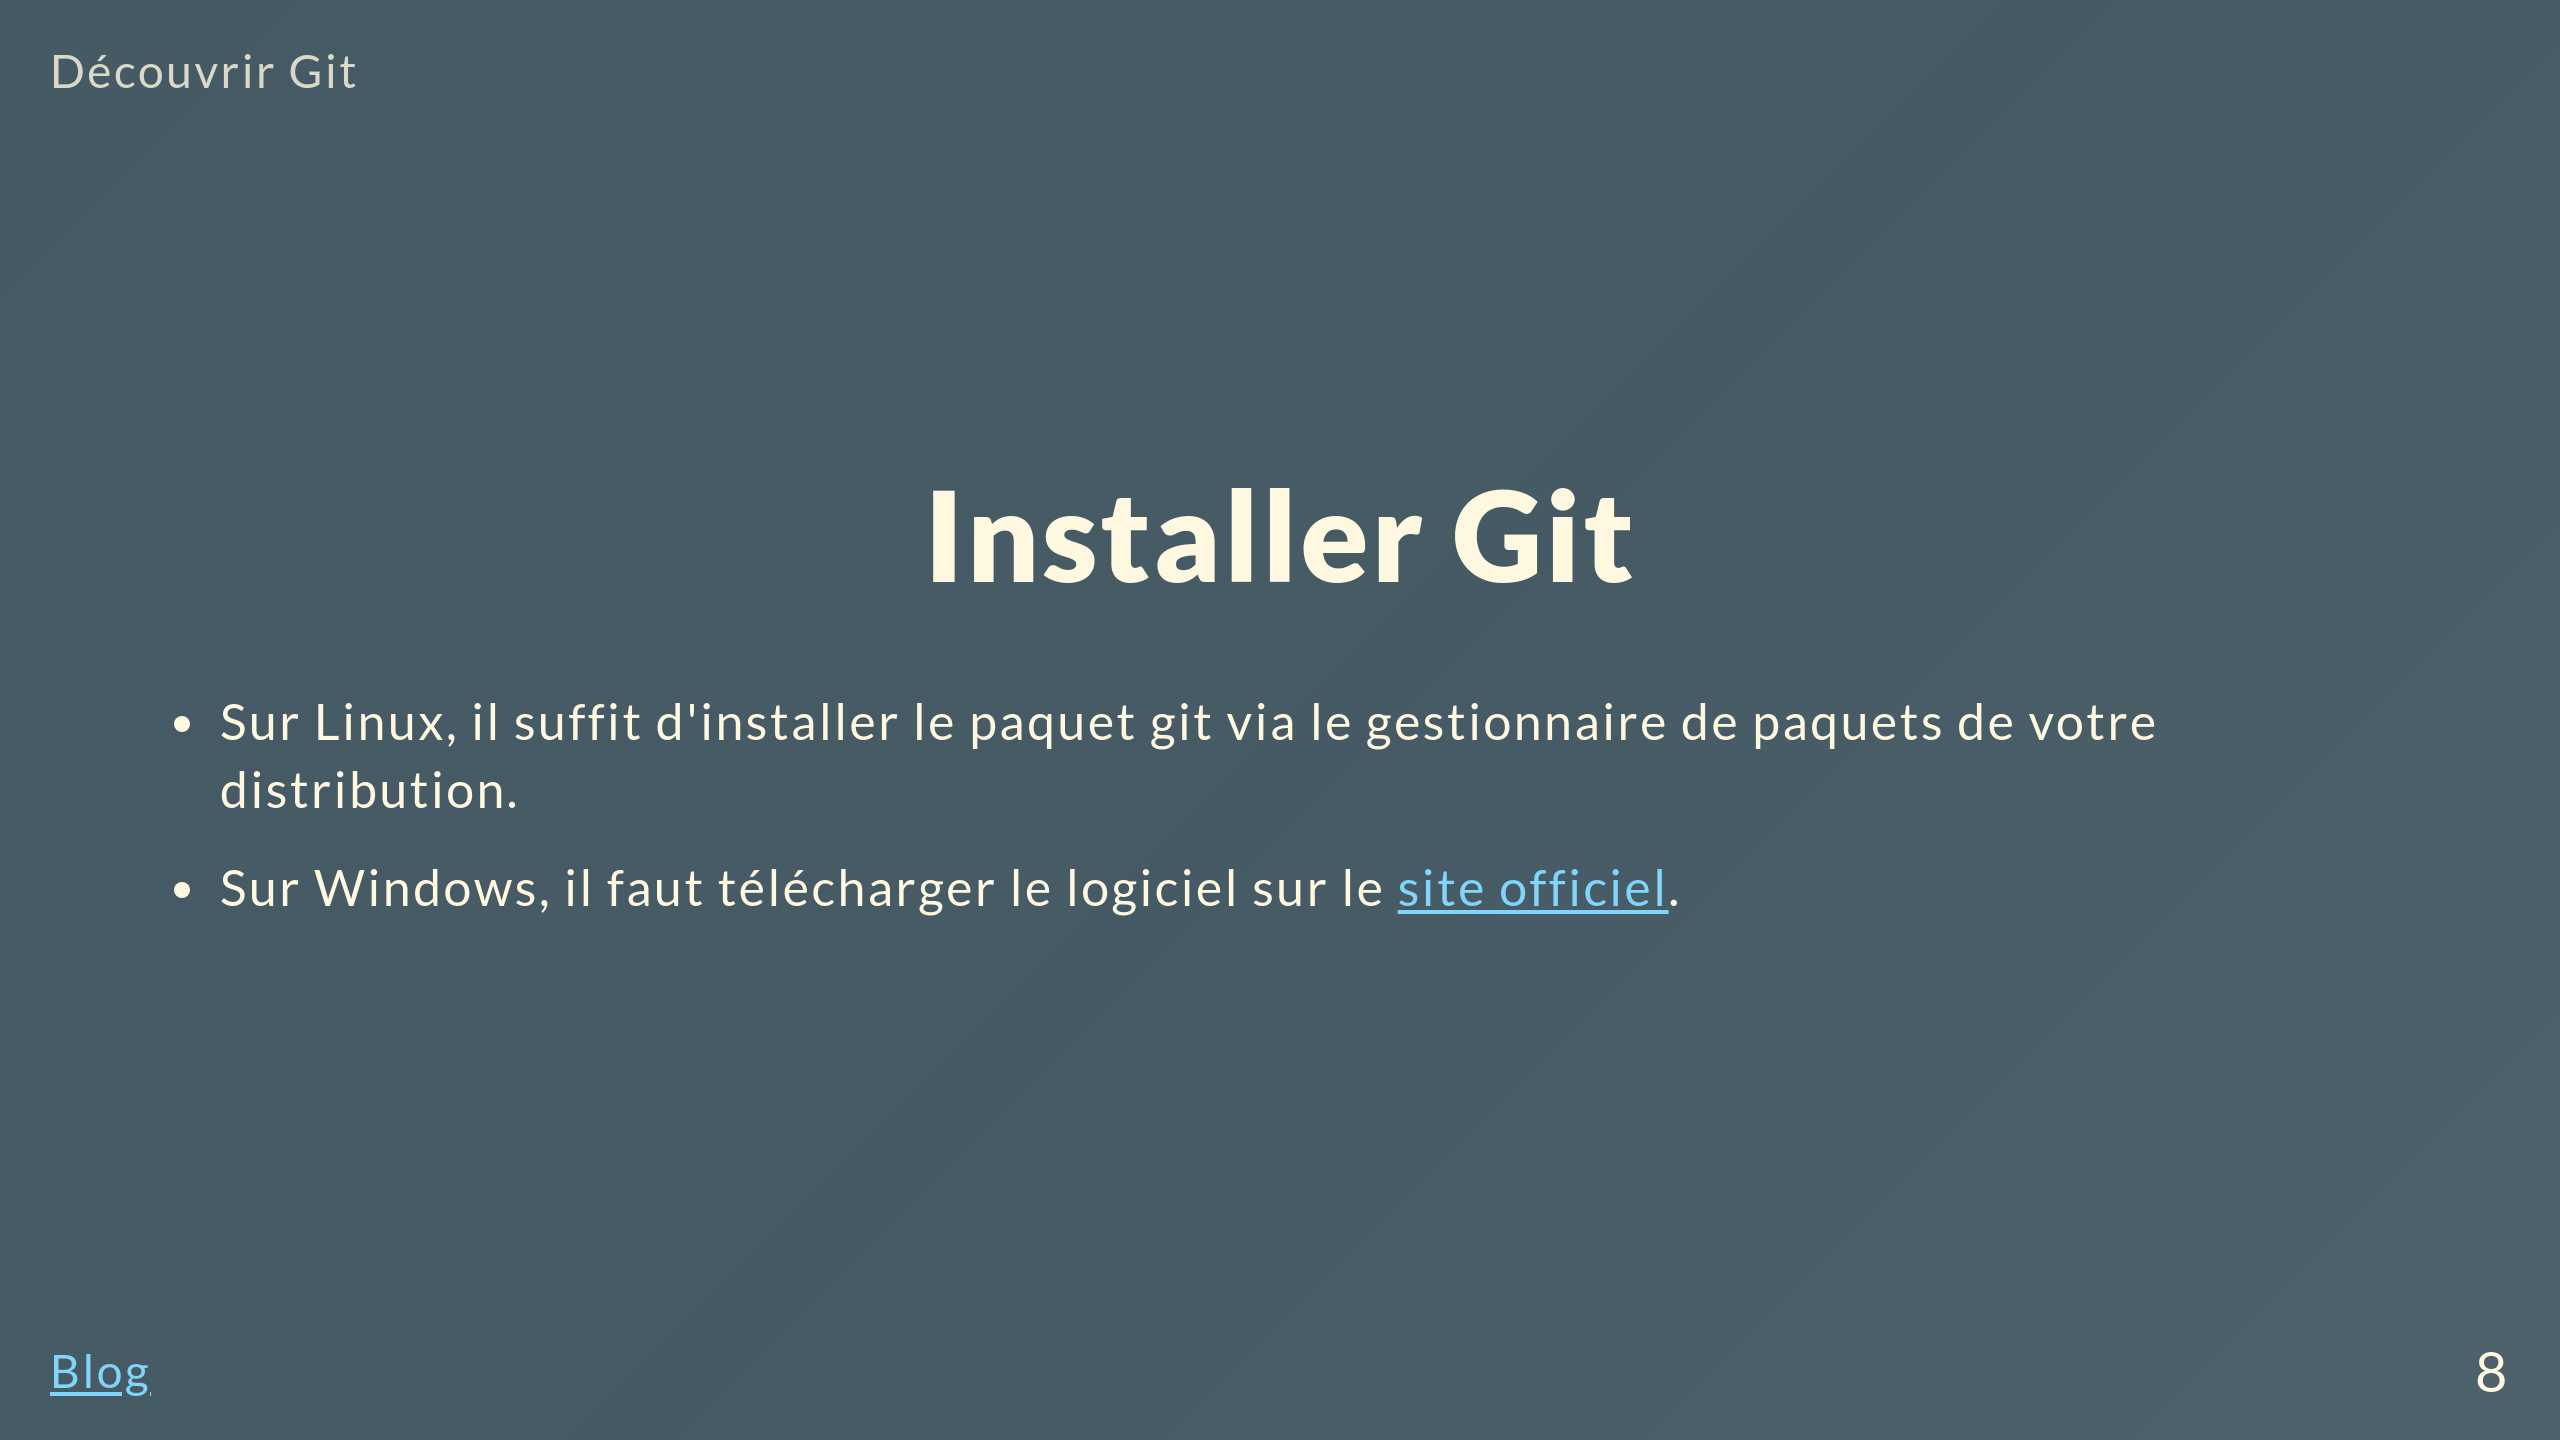 Découvrir Git
Installer Git
• Sur Linux, il suffit d'installer le paquet git via le gestionnaire de paquets de votre
distribution.
• Sur Windows, il faut télécharger le logiciel sur le site officiel.
Blog
8